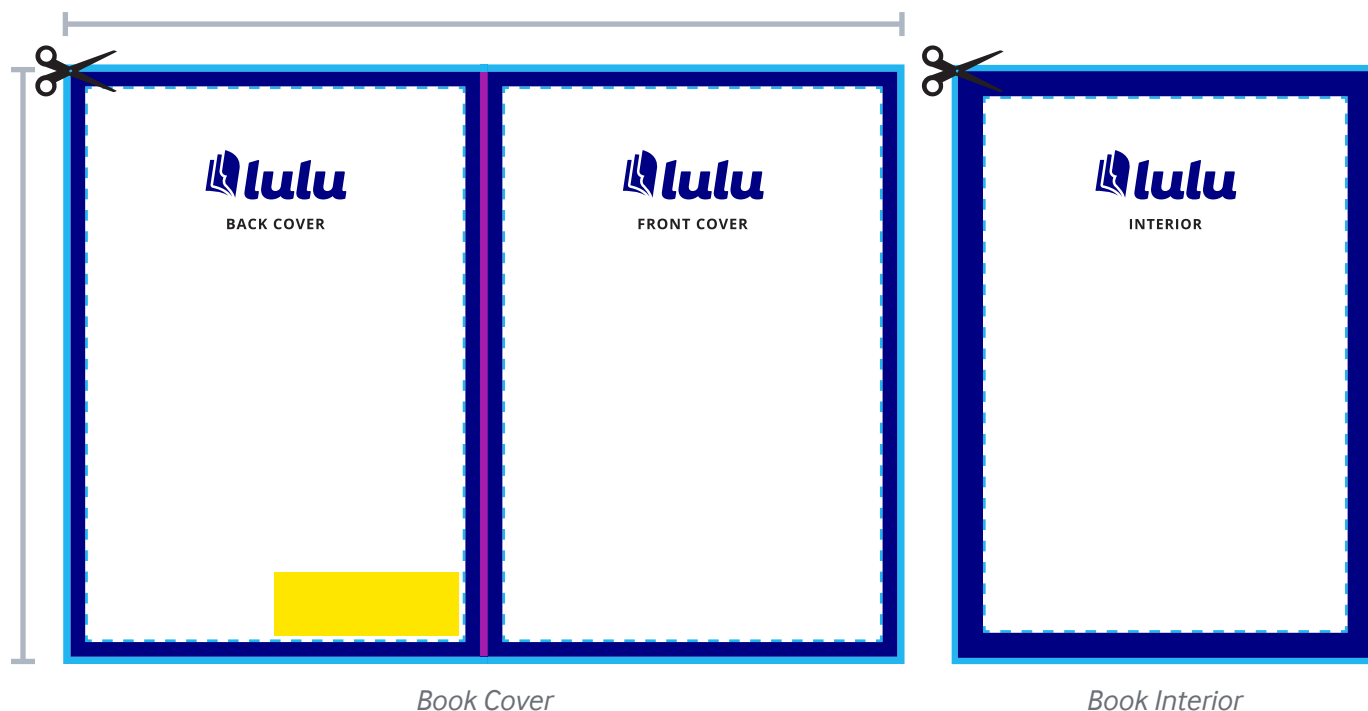 lulu
BACK COVER
lulu
FRONT COVER
lulu
INTERIOR
Book Cover
Book Interior